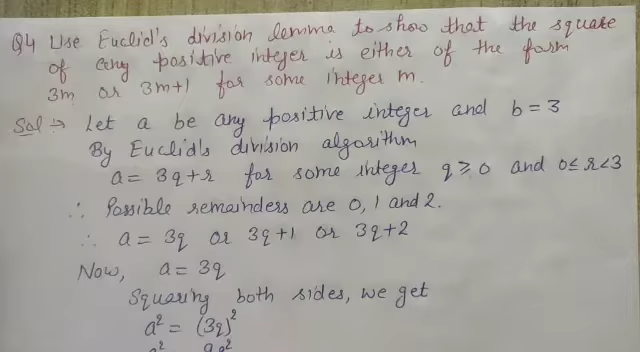 Q4 Use Euclid's division lemma to show that the square
of any positive integer is either of the form
3m or 3m+1 for some integer m.
Sol → Let a be any positive integer and b = 3
By Euclid's division algorithm
a = 3q+r for some integer q ≥ 0 and 0 ≤ r < 3
∴ Possible remainders are 0, 1 and 2.
∴ a = 3q or 3q+1 or 3q+2
Now, a = 3q
Squaring both sides, we get
a² = (3q)²
a² 9q²